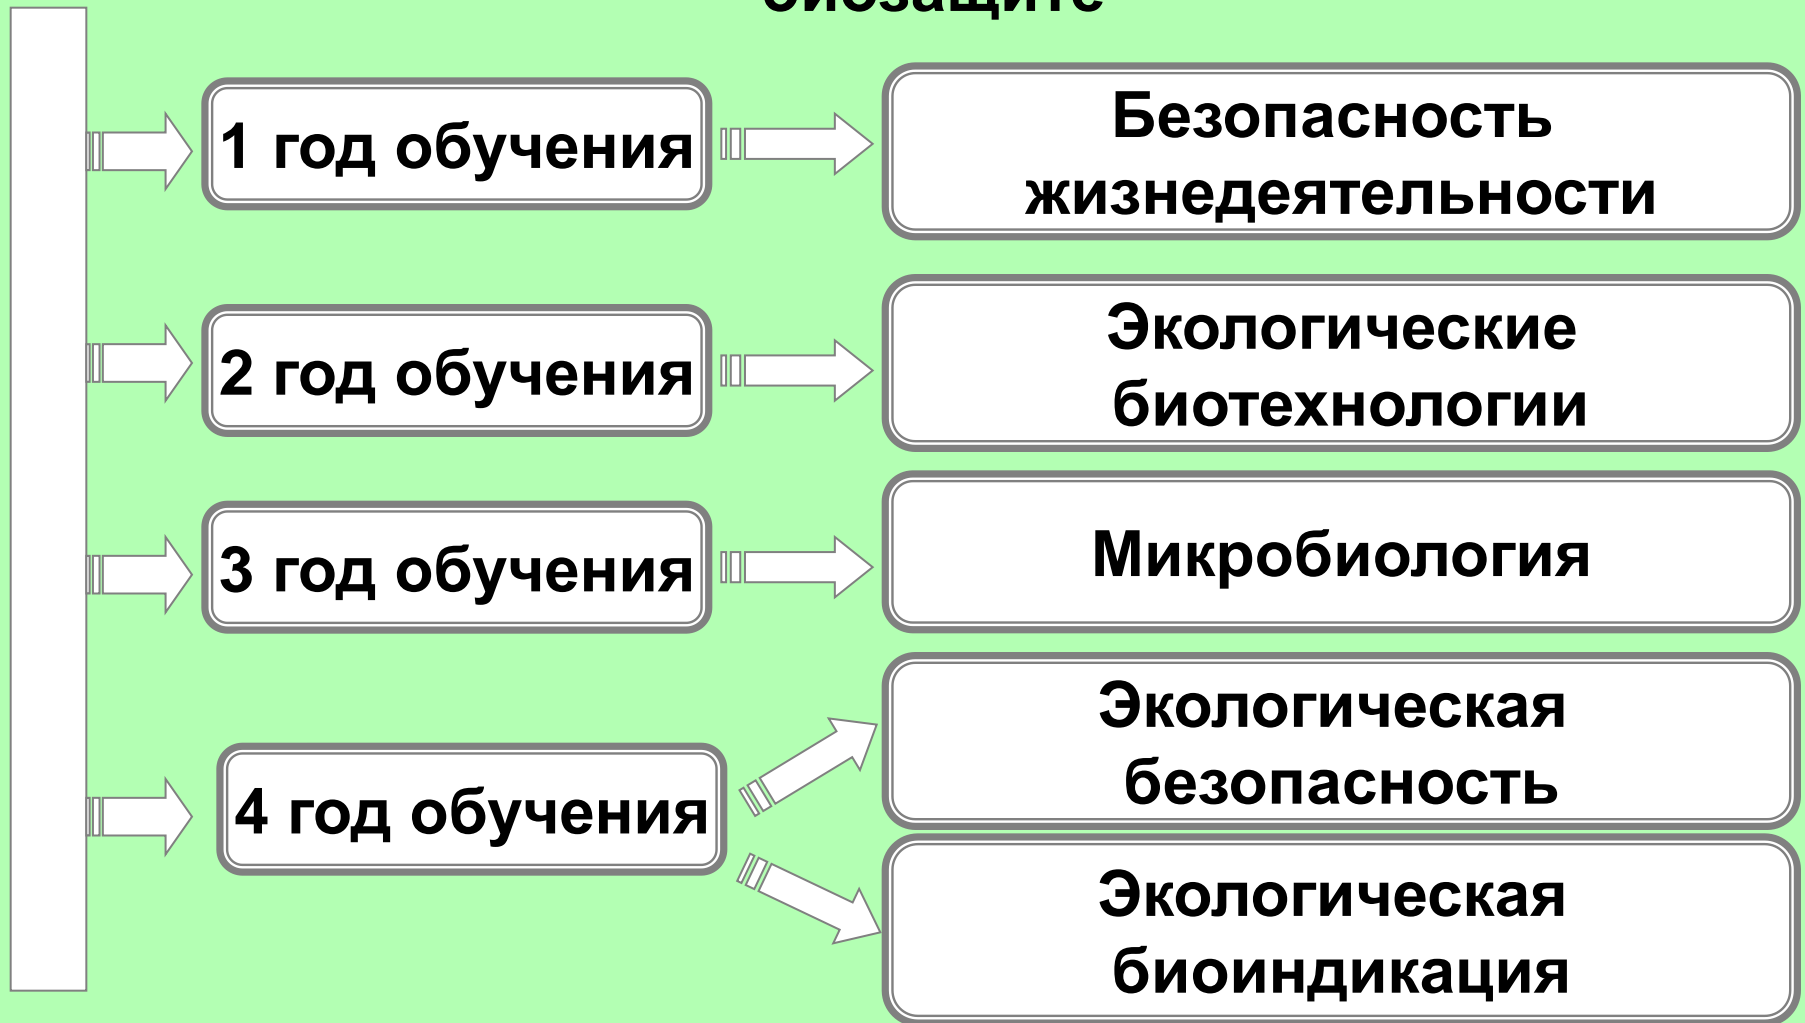 биозащите
1 год обучения
Безопасность
жизнедеятельности
2 год обучения
Экологические
биотехнологии
3 год обучения
Микробиология
4 год обучения
Экологическая
безопасность
Экологическая
биоиндикация